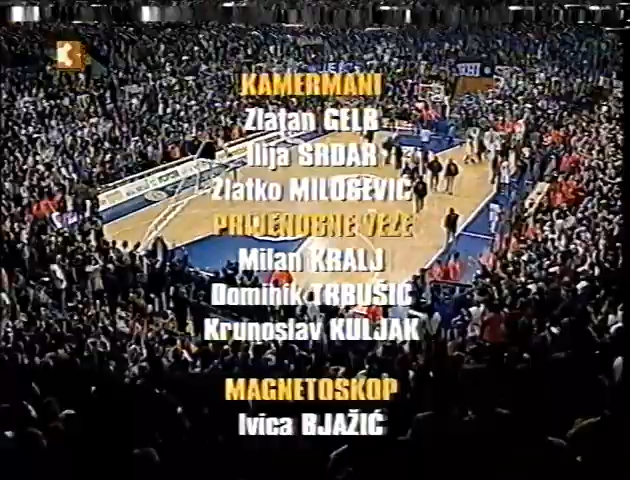 KAMERMANI
Zlatan GELB
Ilija SRDAR
Zlatko MILOŠEVIĆ
PRIJENOSNE VEZE
Milan KRALJ
Dominik TRBUŠIĆ
Krunoslav KULJAK
MAGNETOSKOP
Ivica BJAŽIĆ